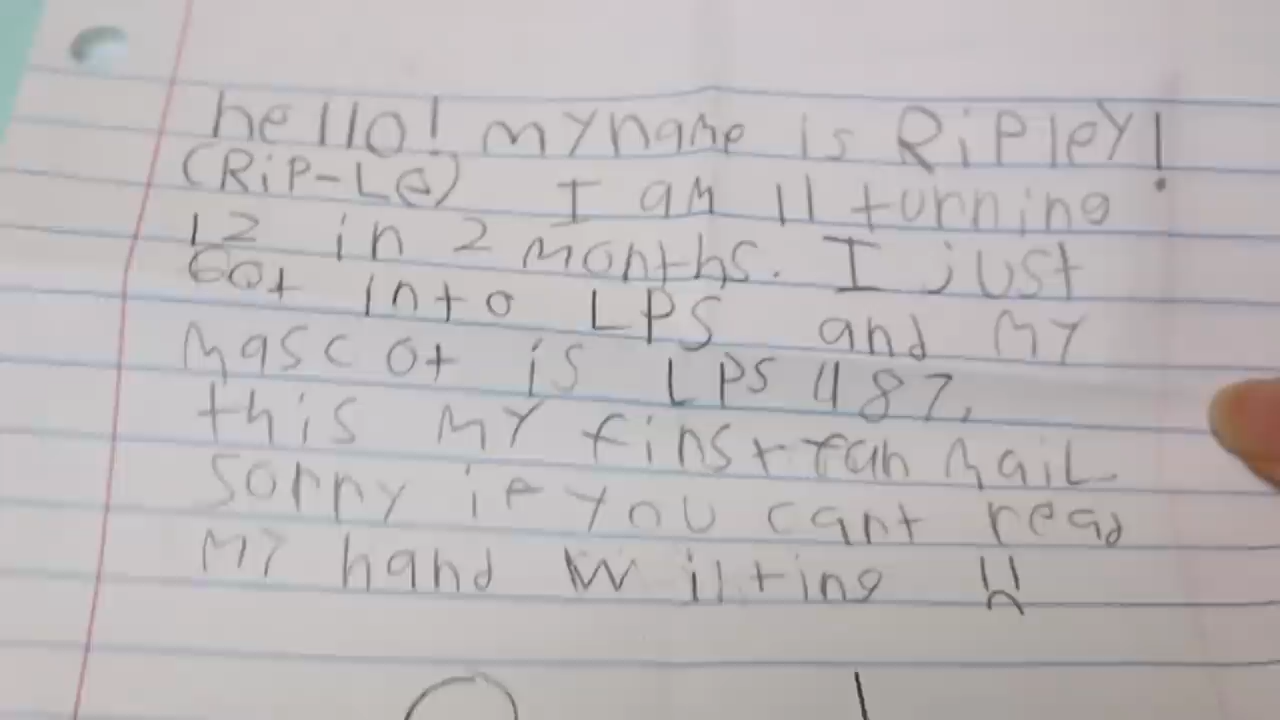 hello! my name is RiPleY!
(RiP-Le) I am 11 turning
12 in 2 months. I just
Got into LPS and my
mascot is LPS 487,
this my first fan mail
sorry if you cant read
my hand wilting